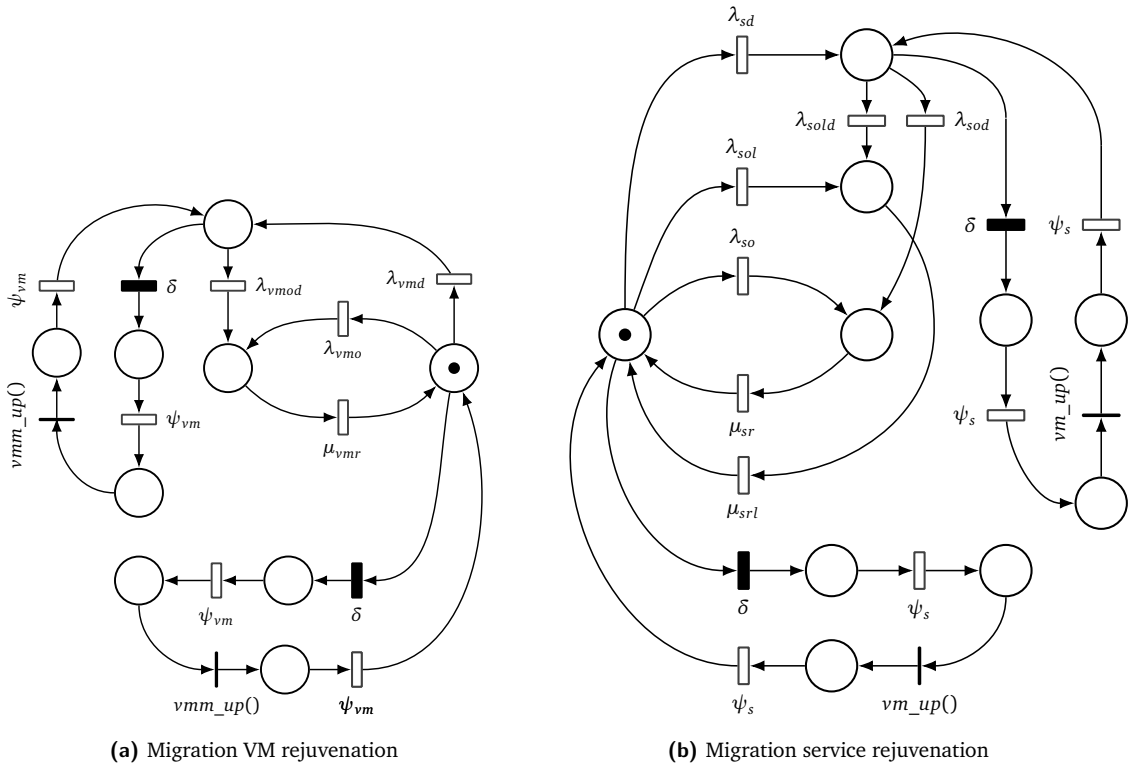 λsd
λsold
λsod
λsol
λso
δ
ψs
ψs
vm_up()
μsr
μsrl
δ
ψs
ψs
vm_up()
ψvm
δ
λvmod
λvmd
λvmo
vmm_up()
ψvm
μvmr
ψvm
δ
vmm_up()
ψvm
(a) Migration VM rejuvenation
(b) Migration service rejuvenation